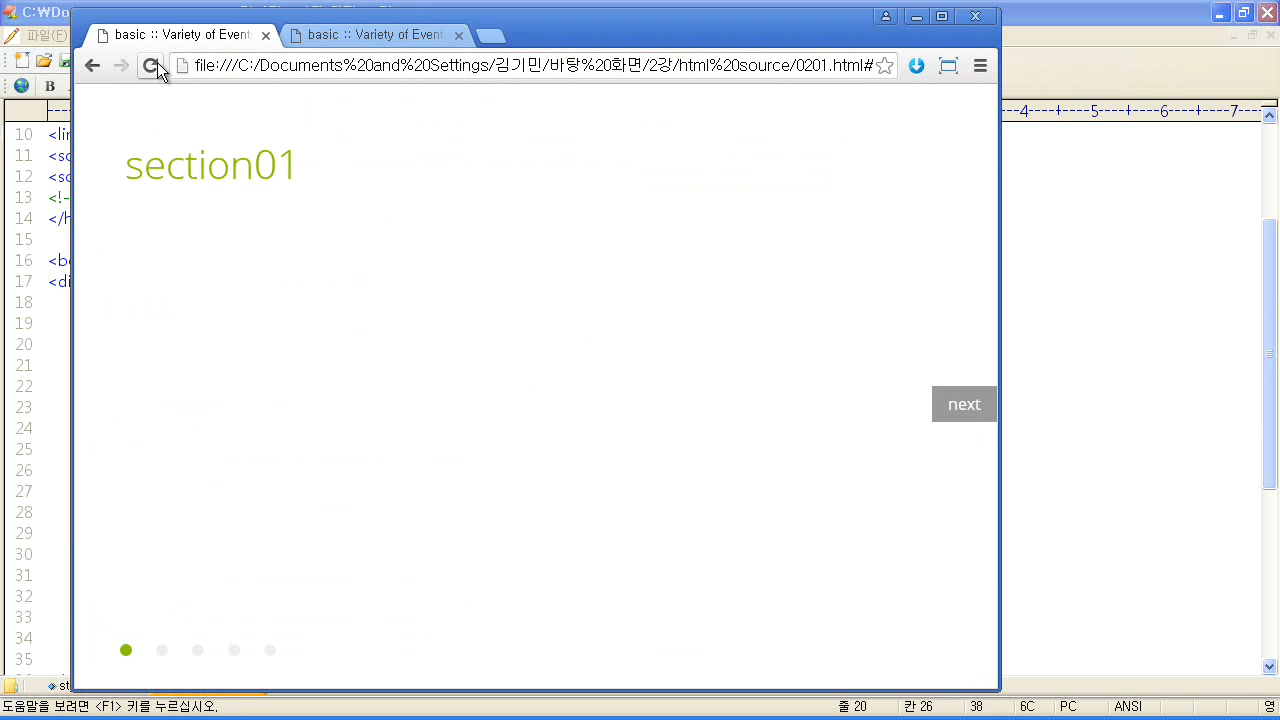 C:\Do
파일(F)
basic :: Variety of Event
basic :: Variety of Event
file:///C:/Documents%20and%20Settings/김기민/바탕%20화면/2강/html%20source/0201.html#
B
----4----+----5----+----6----+----7---
10 <lin
11 <sc
12 <sc
13 <!-
14 </h
15
16 <bo
17 <di
18
19
20
21
22
23
24
25
26
27
28
29
30
31
32
33
34
35
section01
next
st
도움말을 보려면 <F1> 키를 누르십시오.
줄 20
칸 26
38
6C
PC
ANSI
영